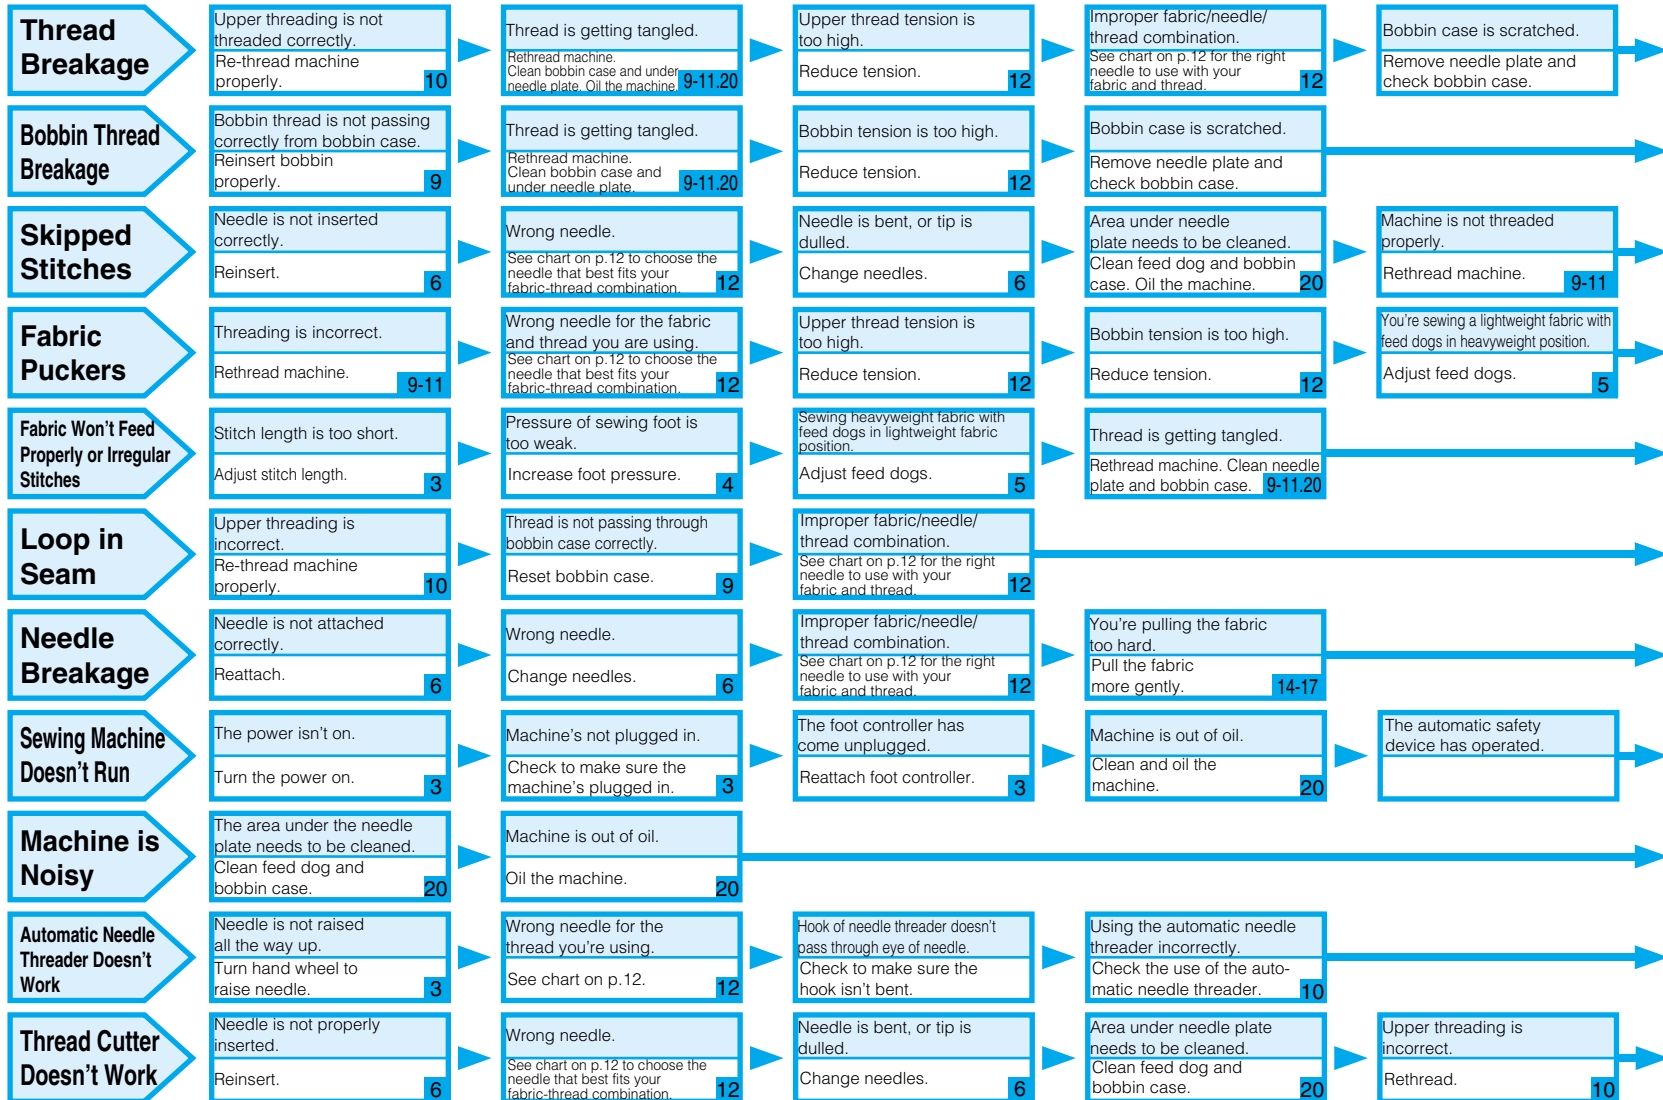 Thread
Breakage
Upper threading is not
threaded correctly.
Re-thread machine
properly.
10
Thread is getting tangled.
Rethread machine.
Clean bobbin case and under
needle plate. Oil the machine.
9-11.20
Upper thread tension is
too high.
Reduce tension.
12
Improper fabric/needle/
thread combination.
See chart on p.12 for the right
needle to use with your
fabric and thread.
12
Bobbin case is scratched.
Remove needle plate and
check bobbin case.
Bobbin Thread
Breakage
Bobbin thread is not passing
correctly from bobbin case.
Reinsert bobbin
properly.
9
Thread is getting tangled.
Rethread machine.
Clean bobbin case and
under needle plate.
9-11.20
Bobbin tension is too high.
Reduce tension.
12
Bobbin case is scratched.
Remove needle plate and
check bobbin case.
Skipped
Stitches
Needle is not inserted
correctly.
Reinsert.
6
Wrong needle.
See chart on p.12 to choose the
needle that best fits your
fabric-thread combination.
12
Needle is bent, or tip is
dulled.
Change needles.
6
Area under needle
plate needs to be cleaned.
Clean feed dog and bobbin
case. Oil the machine.
20
Machine is not threaded
properly.
Rethread machine.
9-11
Fabric
Puckers
Threading is incorrect.
Rethread machine.
9-11
Wrong needle for the fabric
and thread you are using.
See chart on p.12 to choose the
needle that best fits your
fabric-thread combination.
12
Upper thread tension is
too high.
Reduce tension.
12
Bobbin tension is too high.
Reduce tension.
12
You're sewing a lightweight fabric with
feed dogs in heavyweight position.
Adjust feed dogs.
5
Fabric Won't Feed
Properly or Irregular
Stitches
Stitch length is too short.
Adjust stitch length.
3
Pressure of sewing foot is
too weak.
Increase foot pressure.
4
Sewing heavyweight fabric with
feed dogs in lightweight fabric
position.
Adjust feed dogs.
5
Thread is getting tangled.
Rethread machine. Clean needle
plate and bobbin case.
9-11.20
Loop in
Seam
Upper threading is
incorrect.
Re-thread machine
properly.
10
Thread is not passing through
bobbin case correctly.
Reset bobbin case.
9
Improper fabric/needle/
thread combination.
See chart on p.12 for the right
needle to use with your
fabric and thread.
12
Needle
Breakage
Needle is not attached
correctly.
Reattach.
6
Wrong needle.
Change needles.
6
Improper fabric/needle/
thread combination.
See chart on p.12 for the right
needle to use with your
fabric and thread.
12
You're pulling the fabric
too hard.
Pull the fabric
more gently.
14-17
Sewing Machine
Doesn't Run
The power isn't on.
Turn the power on.
3
Machine's not plugged in.
Check to make sure the
machine's plugged in.
3
The foot controller has
come unplugged.
Reattach foot controller.
3
Machine is out of oil.
Clean and oil the
machine.
20
The automatic safety
device has operated.
Machine is
Noisy
The area under the needle
plate needs to be cleaned.
Clean feed dog and
bobbin case.
20
Machine is out of oil.
Oil the machine.
20
Automatic Needle
Threader Doesn't
Work
Needle is not raised
all the way up.
Turn hand wheel to
raise needle.
3
Wrong needle for the
thread you're using.
See chart on p.12.
12
Hook of needle threader doesn't
pass through eye of needle.
Check to make sure the
hook isn't bent.
Using the automatic needle
threader incorrectly.
Check the use of the auto-
matic needle threader.
10
Thread Cutter
Doesn't Work
Needle is not properly
inserted.
Reinsert.
6
Wrong needle.
See chart on p.12 to choose the
needle that best fits your
fabric-thread combination.
12
Needle is bent, or tip is
dulled.
Change needles.
6
Area under needle plate
needs to be cleaned.
Clean feed dog and
bobbin case.
20
Upper threading is
incorrect.
Rethread.
10